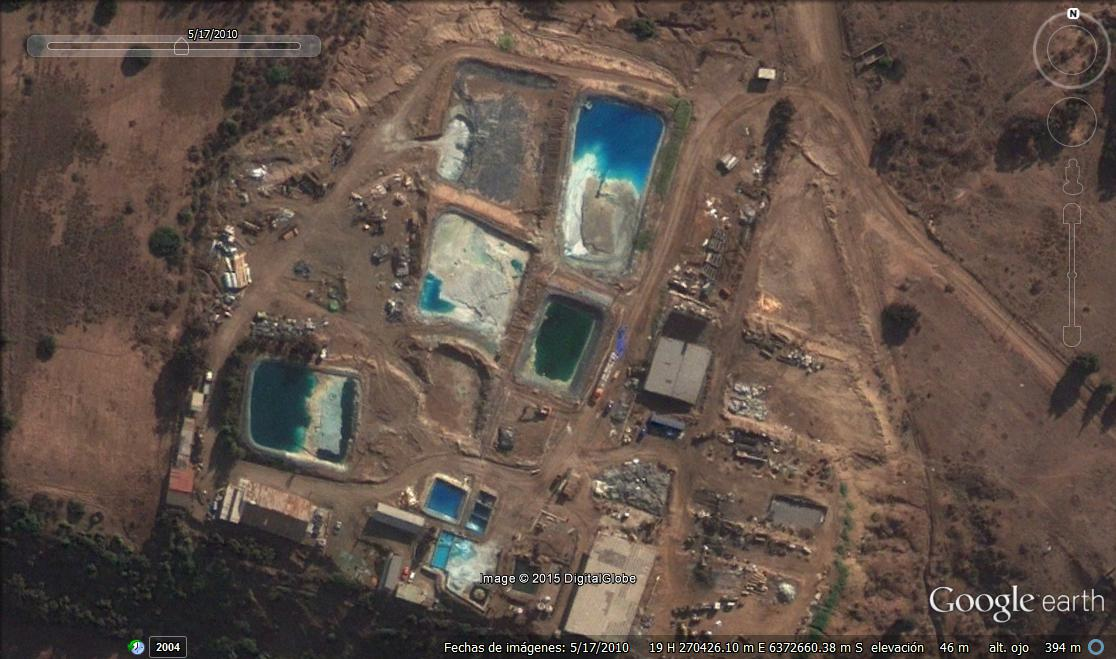 5/17/2010
N
Image © 2015 DigitalGlobe
Google earth
2004
Fechas de imágenes: 5/17/2010 19 H 270426.10 m E 6372660.38 m S elevación 46 m alt. ojo 394 m